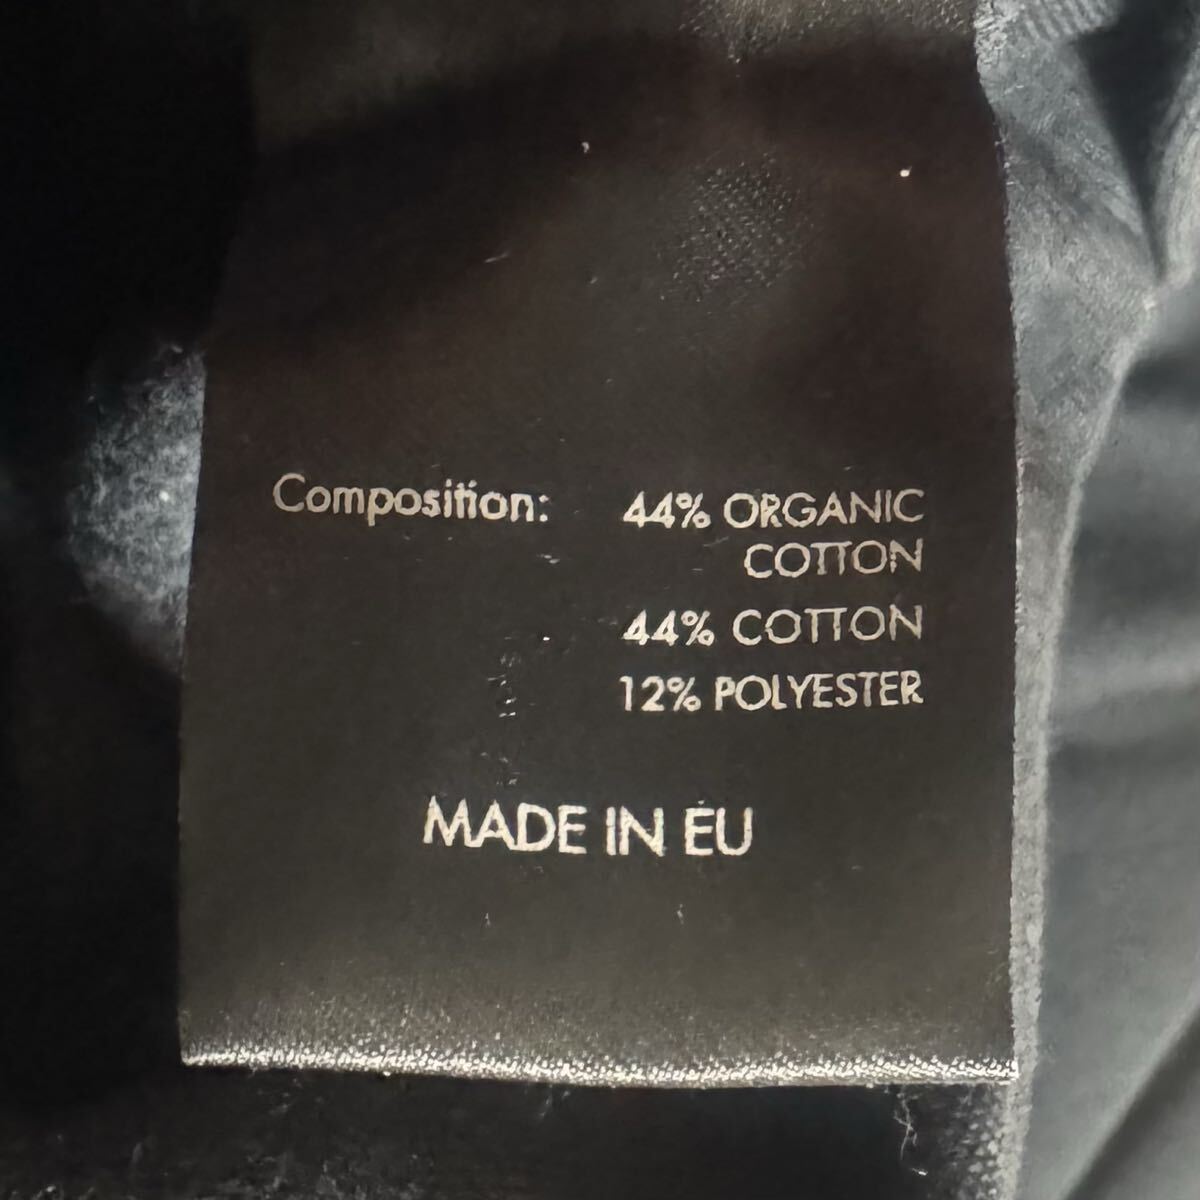 Composition: 44% ORGANIC
COTTON
44% COTTON
12% POLYESTER
MADE IN EU